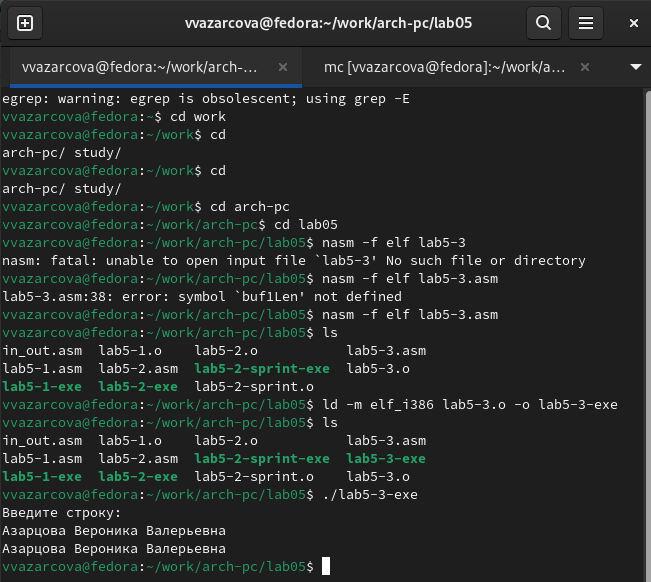 vvazarcova@fedora:~/work/arch-pc/lab05
vvazarcova@fedora:~/work/arch-... × mc [vvazarcova@fedora]:~/work/a... ×
egrep: warning: egrep is obsolescent; using grep -E
vvazarcova@fedora:~$ cd work
vvazarcova@fedora:~/work$ cd
arch-pc/ study/
vvazarcova@fedora:~/work$ cd
arch-pc/ study/
vvazarcova@fedora:~/work$ cd arch-pc
vvazarcova@fedora:~/work/arch-pc$ cd lab05
vvazarcova@fedora:~/work/arch-pc/lab05$ nasm -f elf lab5-3
nasm: fatal: unable to open input file `lab5-3' No such file or directory
vvazarcova@fedora:~/work/arch-pc/lab05$ nasm -f elf lab5-3.asm
lab5-3.asm:38: error: symbol `buf1Len' not defined
vvazarcova@fedora:~/work/arch-pc/lab05$ nasm -f elf lab5-3.asm
vvazarcova@fedora:~/work/arch-pc/lab05$ ls
in_out.asm  lab5-1.o    lab5-2.o           lab5-3.asm
lab5-1.asm  lab5-2.asm  lab5-2-sprint-exe  lab5-3.o
lab5-1-exe  lab5-2-exe  lab5-2-sprint.o
vvazarcova@fedora:~/work/arch-pc/lab05$ ld -m elf_i386 lab5-3.o -o lab5-3-exe
vvazarcova@fedora:~/work/arch-pc/lab05$ ls
in_out.asm  lab5-1.o    lab5-2.o           lab5-3.asm
lab5-1.asm  lab5-2.asm  lab5-2-sprint-exe  lab5-3-exe
lab5-1-exe  lab5-2-exe  lab5-2-sprint.o    lab5-3.o
vvazarcova@fedora:~/work/arch-pc/lab05$ ./lab5-3-exe
Введите строку:
Азарцова Вероника Валерьевна
Азарцова Вероника Валерьевна
vvazarcova@fedora:~/work/arch-pc/lab05$